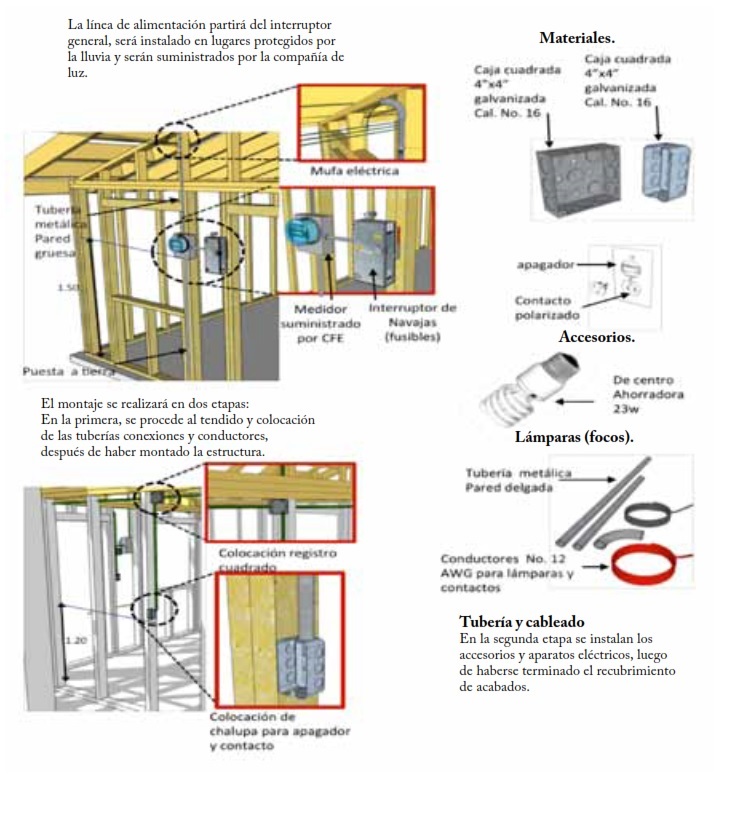 La línea de alimentación partirá del interruptor
general, será instalado en lugares protegidos por
la lluvia y serán suministrados por la compañía de
luz.
Mufa eléctrica
Tubería
metálica
Pared
gruesa
1.50
Medidor
suministrado
por CFE
Interruptor de
Navajas
(fusibles)
Puesta a tierra
El montaje se realizará en dos etapas:
En la primera, se procede al tendido y colocación
de las tuberías conexiones y conductores,
después de haber montado la estructura.
Colocación registro
cuadrado
1.20
Colocación de
chalupa para apagador
y contacto
Materiales.
Caja cuadrada
4"x4"
galvanizada
Cal. No. 16
Caja cuadrada
4"x4"
galvanizada
Cal. No. 16
apagador
Contacto
polarizado
Accesorios.
De centro
Ahorradora
23w
Lámparas (focos).
Tubería metálica
Pared delgada
Conductores No. 12
AWG para lámparas y
contactos
Tubería y cableado
En la segunda etapa se instalan los
accesorios y aparatos eléctricos, luego
de haberse terminado el recubrimiento
de acabados.